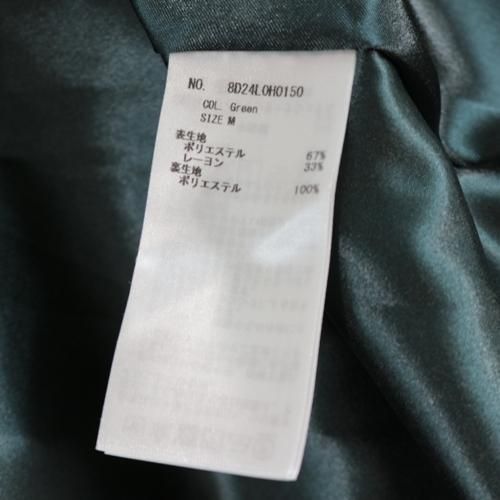 NO. 8D24L0H0150
COL. Green
SIZE M
表生地
ポリエステル 67%
レーヨン 33%
裏生地
ポリエステル 100%